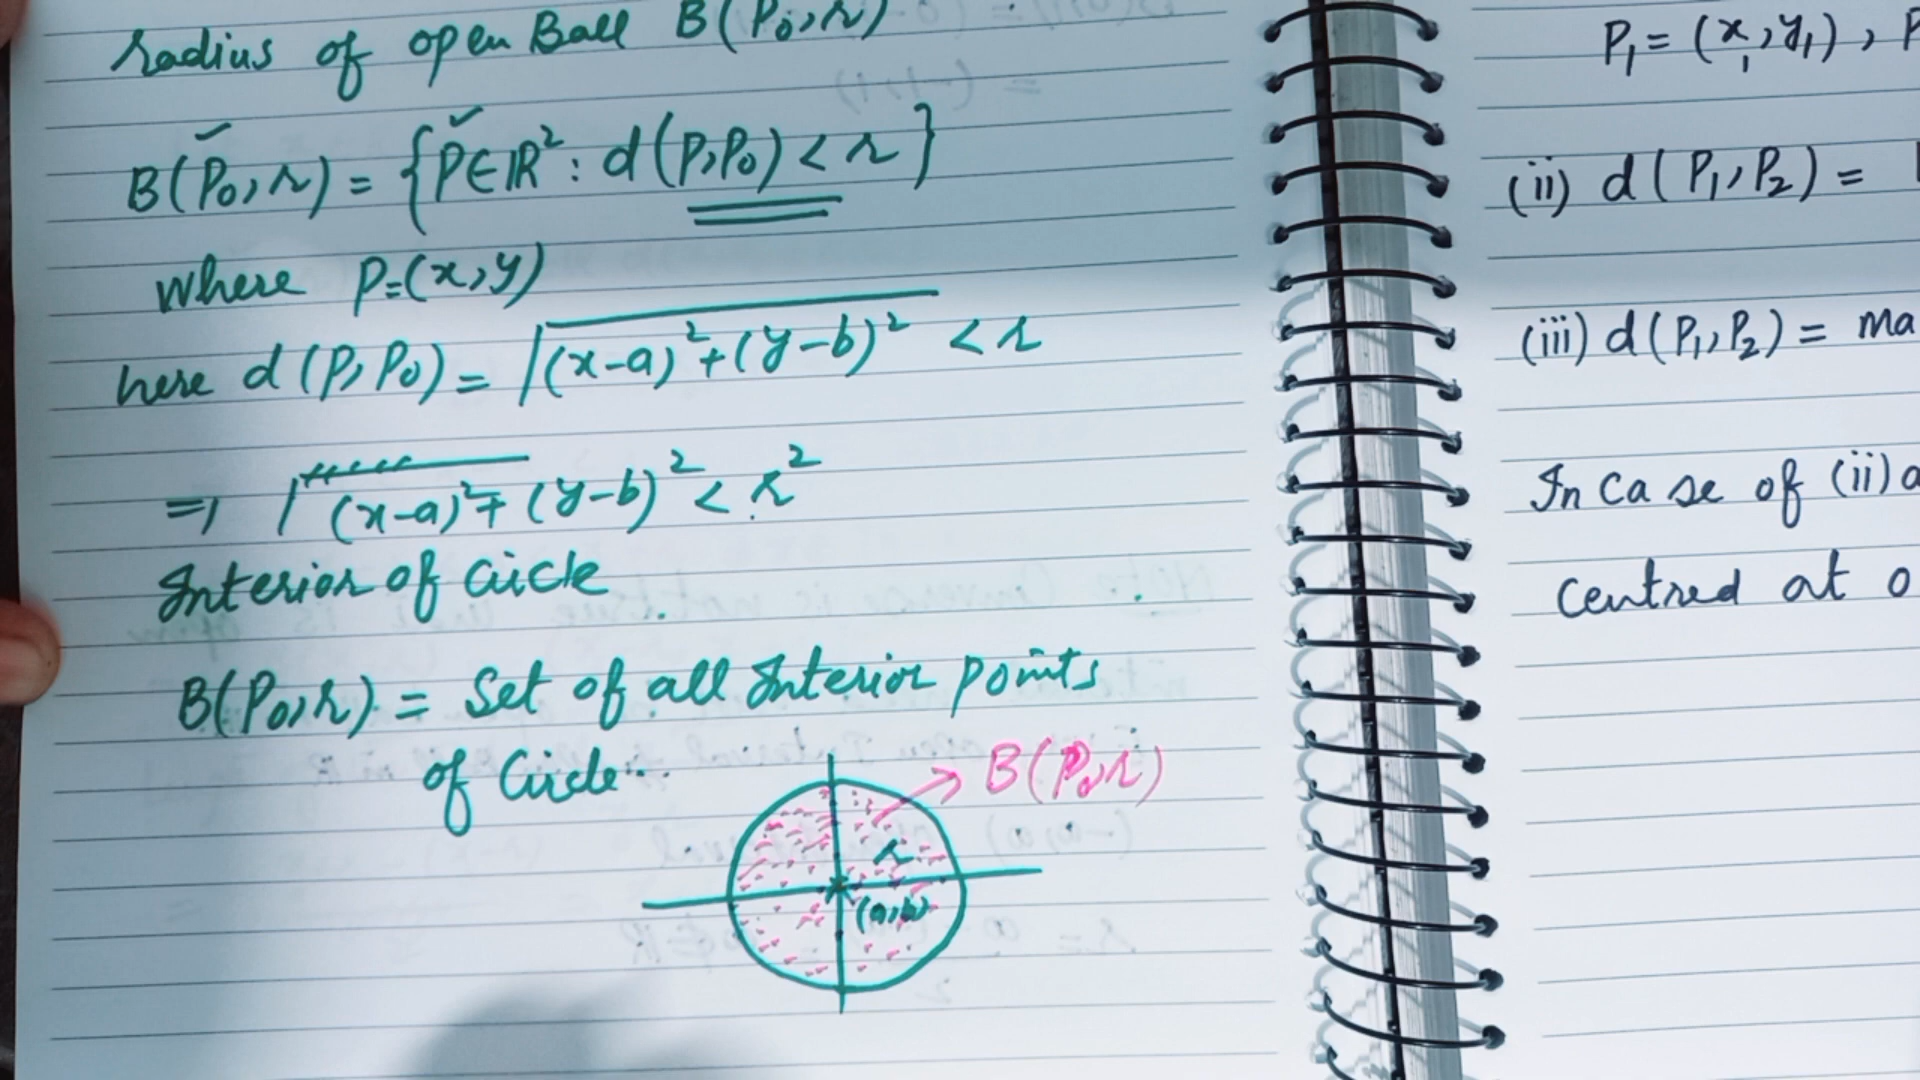 radius of open Ball B(P₀,r)
B(P₀,r) = {P∈ℝ² : d(P,P₀) < r}
where P=(x,y)
here d(P,P₀) = √(x-a)²+(y-b)² < r
⇒ √(x-a)²+(y-b)² < r²
Interior of circle
B(P₀,r) = Set of all Interior points
of Circle.
B(P₀,r)
r
(a,b)
P₁ = (x₁,y₁), P
(ii) d(P₁,P₂) =
(iii) d(P₁,P₂) = ma
In Case of (ii) a
Centred at o